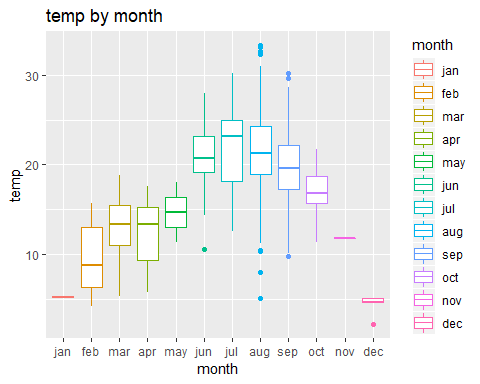 temp by month
30
20
10
temp
jan feb mar apr may jun jul aug sep oct nov dec
month
month
jan
feb
mar
apr
may
jun
jul
aug
sep
oct
nov
dec